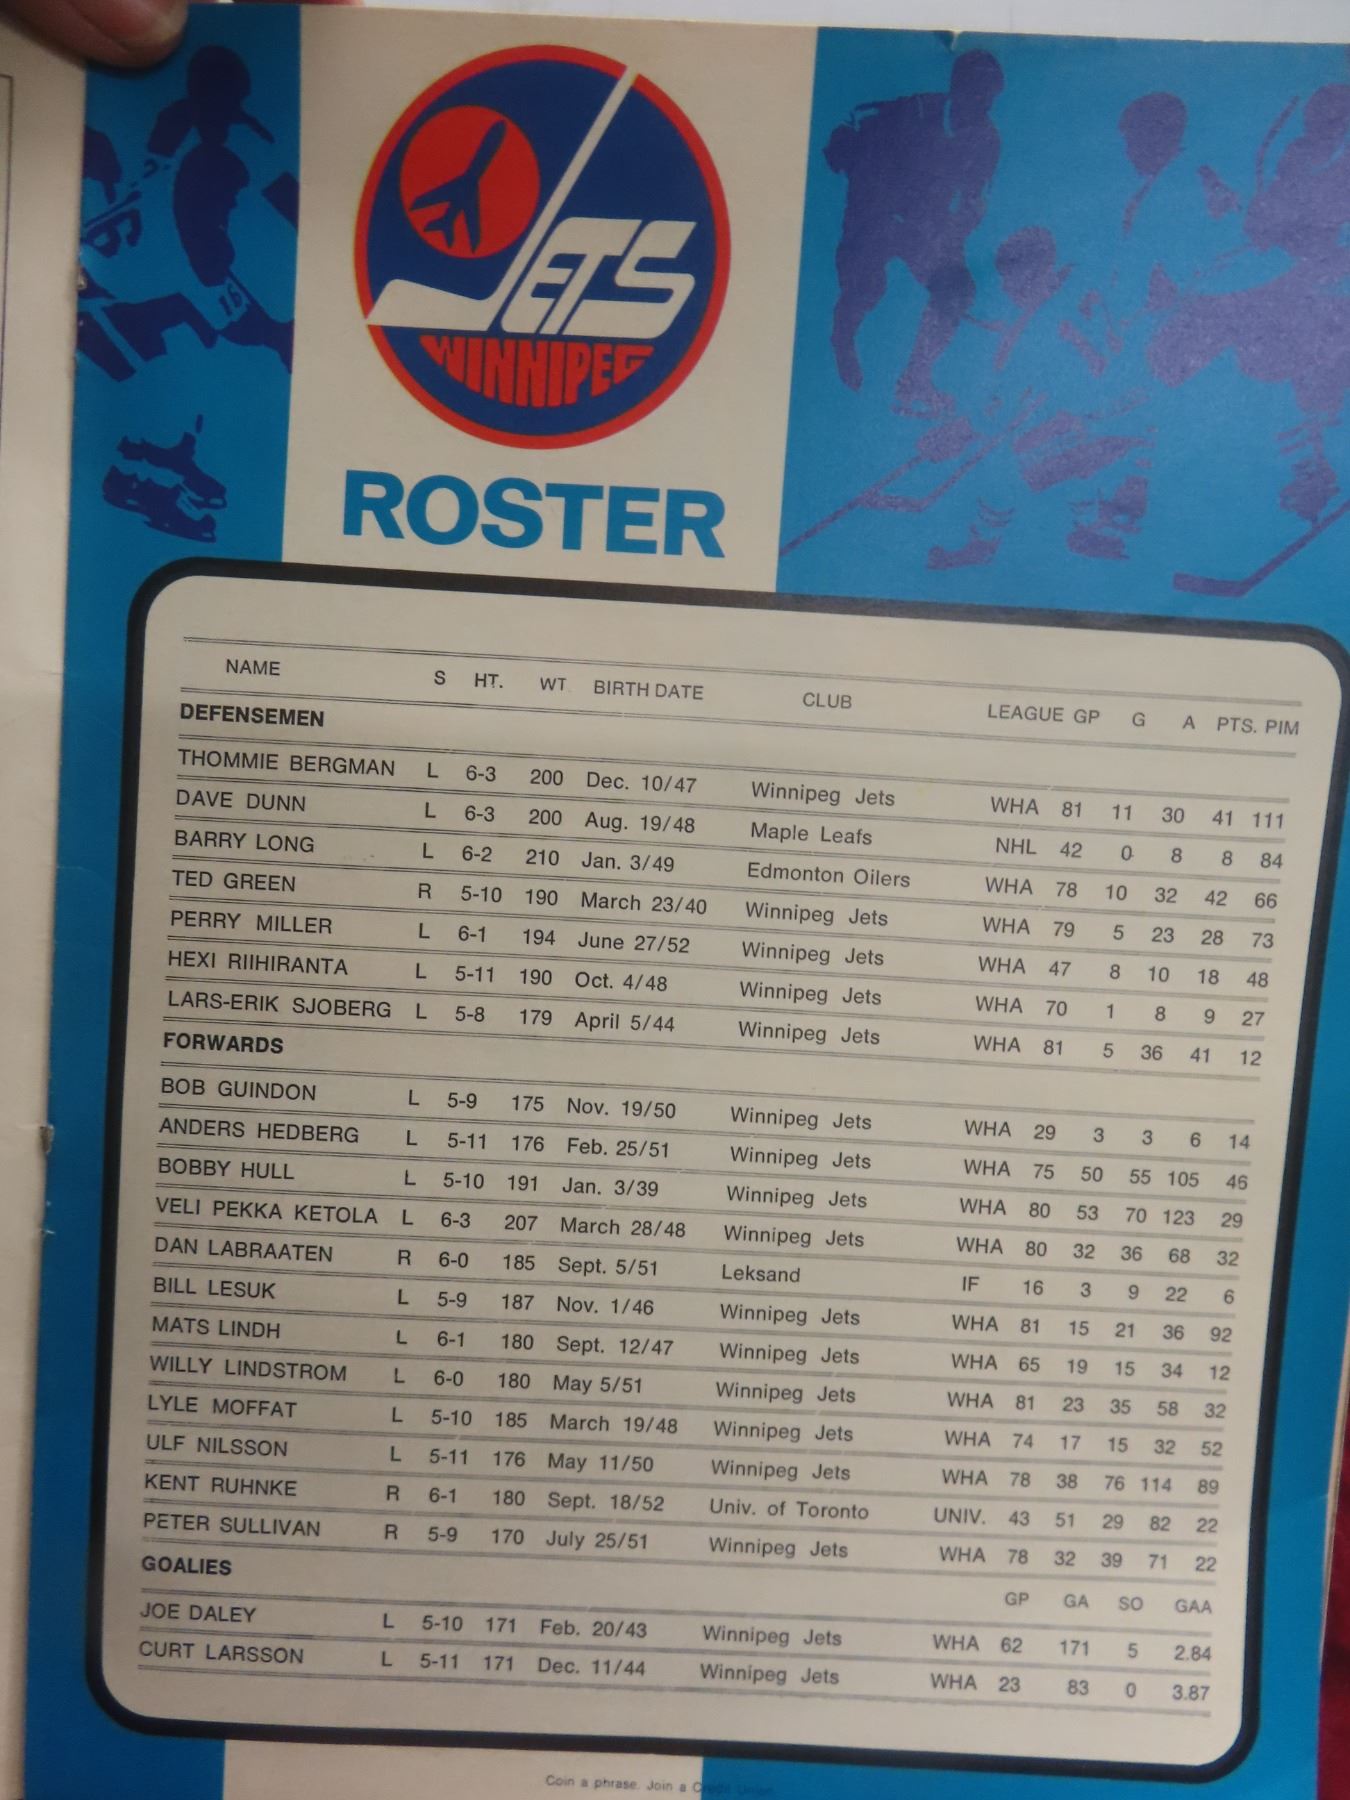 JETS
WINNIPEG
16
ROSTER
NAME S HT. WT. BIRTH DATE CLUB LEAGUE GP G A PTS. PIM
DEFENSEMEN
THOMMIE BERGMAN L 6-3 200 Dec. 10/47 Winnipeg Jets WHA 81 11 30 41 111
DAVE DUNN L 6-3 200 Aug. 19/48 Maple Leafs NHL 42 0 8 8 84
BARRY LONG L 6-2 210 Jan. 3/49 Edmonton Oilers WHA 78 10 32 42 66
TED GREEN R 5-10 190 March 23/40 Winnipeg Jets WHA 79 5 23 28 73
PERRY MILLER L 6-1 194 June 27/52 Winnipeg Jets WHA 47 8 10 18 48
HEXI RIIHIRANTA L 5-11 190 Oct. 4/48 Winnipeg Jets WHA 70 1 8 9 27
LARS-ERIK SJOBERG L 5-8 179 April 5/44 Winnipeg Jets WHA 81 5 36 41 12
FORWARDS
BOB GUINDON L 5-9 175 Nov. 19/50 Winnipeg Jets WHA 29 3 3 6 14
ANDERS HEDBERG L 5-11 176 Feb. 25/51 Winnipeg Jets WHA 75 50 55 105 46
BOBBY HULL L 5-10 191 Jan. 3/39 Winnipeg Jets WHA 80 53 70 123 29
VELI PEKKA KETOLA L 6-3 207 March 28/48 Winnipeg Jets WHA 80 32 36 68 32
DAN LABRAATEN R 6-0 185 Sept. 5/51 Leksand IF 16 3 9 22 6
BILL LESUK L 5-9 187 Nov. 1/46 Winnipeg Jets WHA 81 15 21 36 92
MATS LINDH L 6-1 180 Sept. 12/47 Winnipeg Jets WHA 65 19 15 34 12
WILLY LINDSTROM L 6-0 180 May 5/51 Winnipeg Jets WHA 81 23 35 58 32
LYLE MOFFAT L 5-10 185 March 19/48 Winnipeg Jets WHA 74 17 15 32 52
ULF NILSSON L 5-11 176 May 11/50 Winnipeg Jets WHA 78 38 76 114 89
KENT RUHNKE R 6-1 180 Sept. 18/52 Univ. of Toronto UNIV. 43 51 29 82 22
PETER SULLIVAN R 5-9 170 July 25/51 Winnipeg Jets WHA 78 32 39 71 22
GOALIES GP GA SO GAA
JOE DALEY L 5-10 171 Feb. 20/43 Winnipeg Jets WHA 62 171 5 2.84
CURT LARSSON L 5-11 171 Dec. 11/44 Winnipeg Jets WHA 23 83 0 3.87
Coin a phrase. Join a Credit Union.